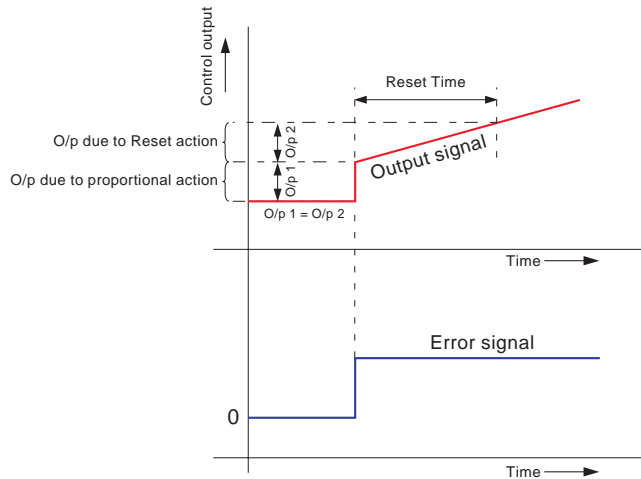 Control output
Reset Time
O/p due to Reset action
O/p 2
Output signal
O/p due to proportional action
O/p 1
O/p 1 = O/p 2
Time
Error signal
0
Time